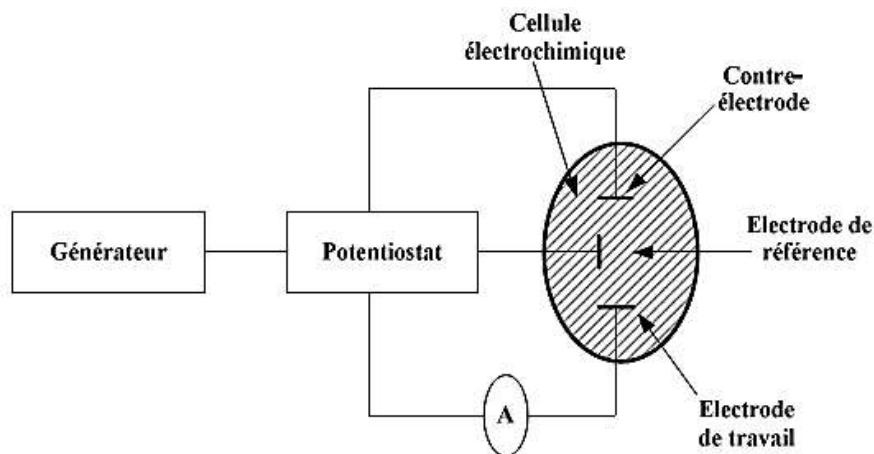 Cellule
électrochimique
Contre-
électrode
Générateur
Potentiostat
Electrode de
référence
A
Electrode
de travail